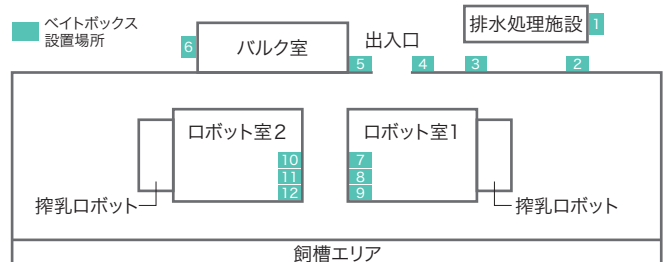 ベイトボックス
設置場所
排水処理施設
1
6
バルク室
出入口
5
4
3
2
ロボット室2
ロボット室1
10
7
11
8
12
9
搾乳ロボット
搾乳ロボット
飼槽エリア